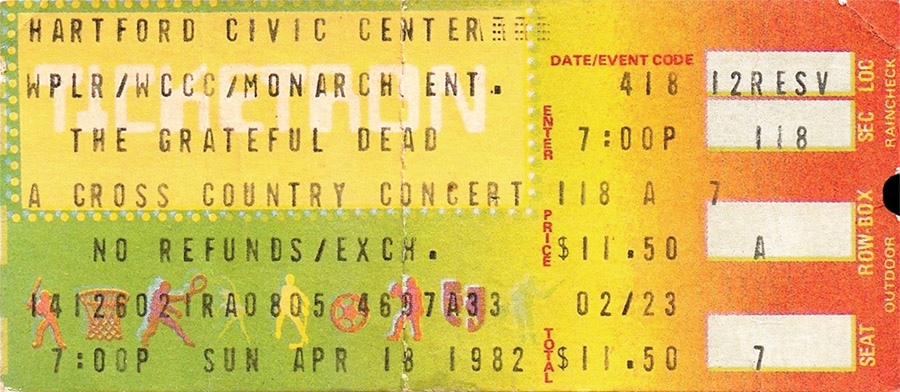 HARTFORD CIVIC CENTER
WPLR/WCCC/MONARCH ENT.
TICKETRON
THE GRATEFUL DEAD
A CROSS COUNTRY CONCERT
NO REFUNDS/EXCH.
7:00P SUN APR 18 1982
DATE/EVENT CODE
418
ENTER
7:00P
118 A 7
PRICE
$11.50
02/23
TOTAL
$11.50
12RESV
LOC
118
SEC
RAINCHECK
A
ROW-BOX
OUTDOOR
7
SEAT